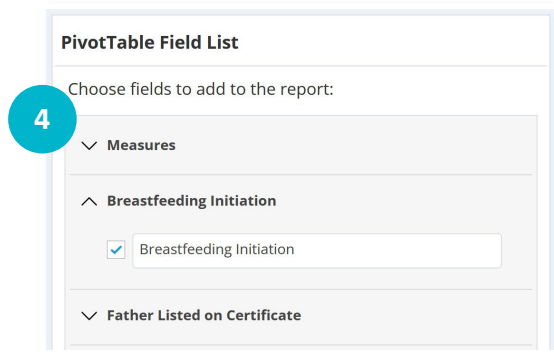 PivotTable Field List
Choose fields to add to the report:
4
Measures
Breastfeeding Initiation
Breastfeeding Initiation
Father Listed on Certificate